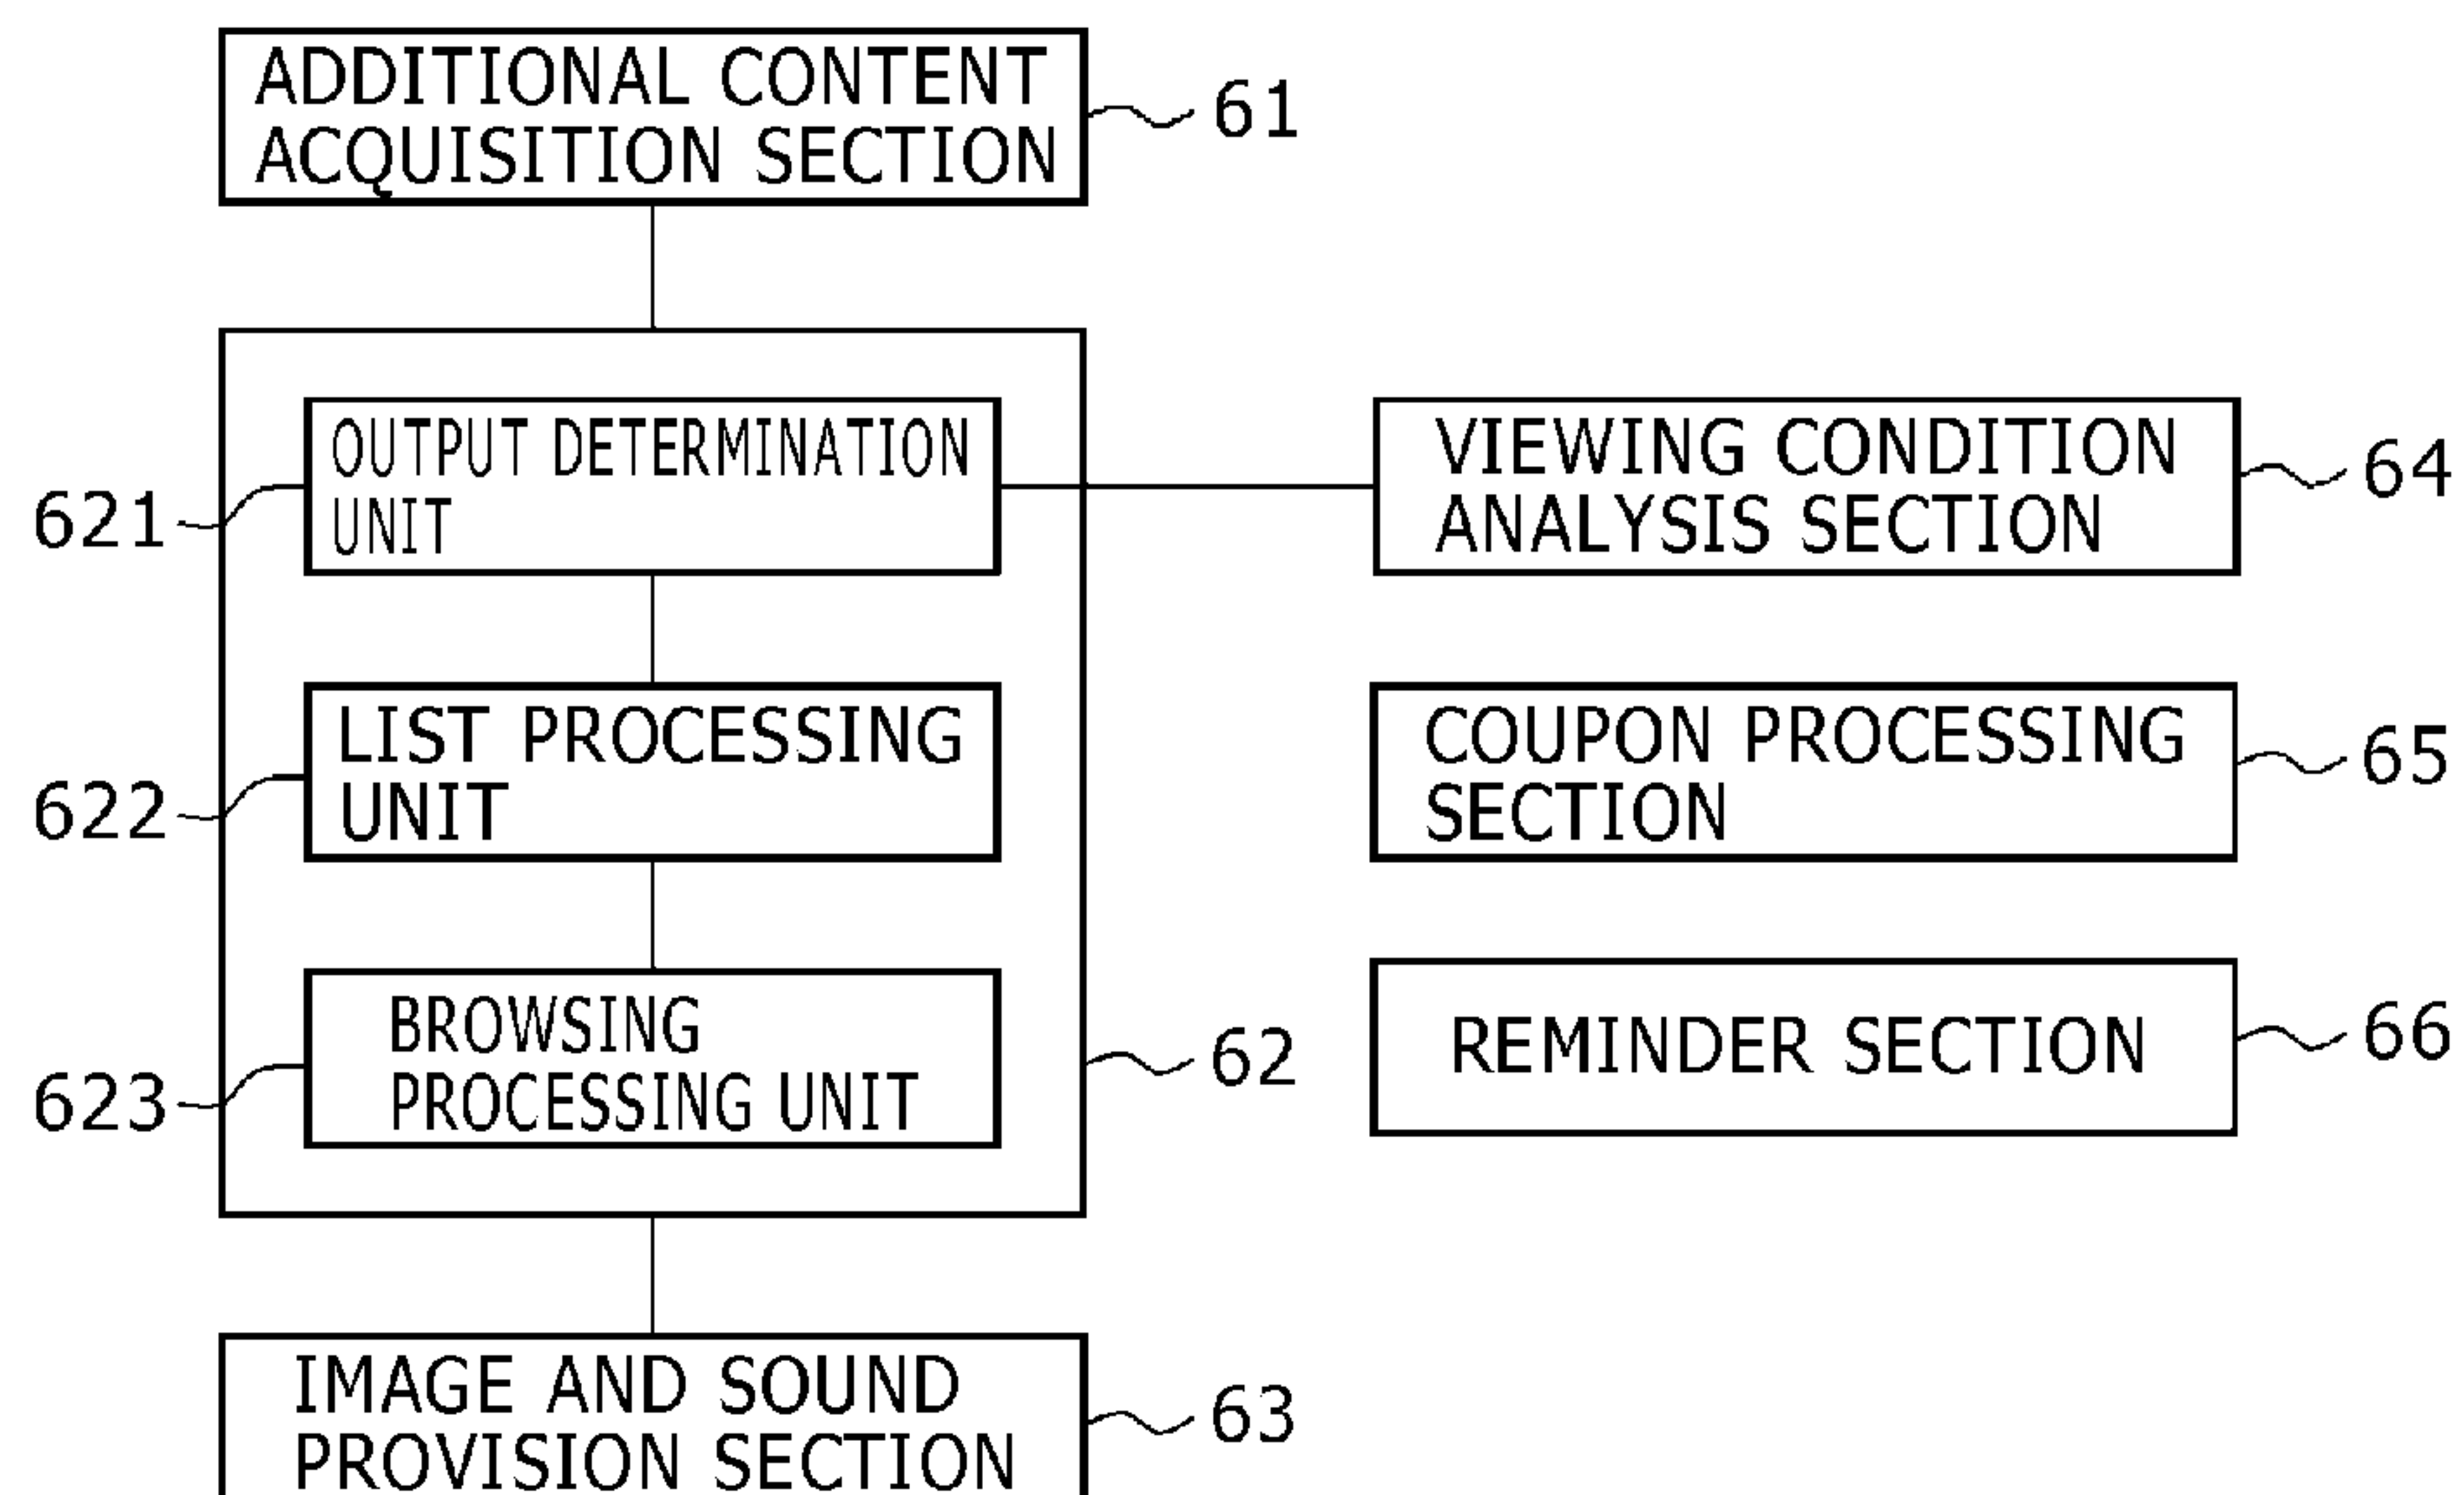 ADDITIONAL CONTENT
ACQUISITION SECTION
61
OUTPUT DETERMINATION
UNIT
621
VIEWING CONDITION
ANALYSIS SECTION
64
LIST PROCESSING
UNIT
622
COUPON PROCESSING
SECTION
65
BROWSING
PROCESSING UNIT
623
62
REMINDER SECTION
66
IMAGE AND SOUND
PROVISION SECTION
63